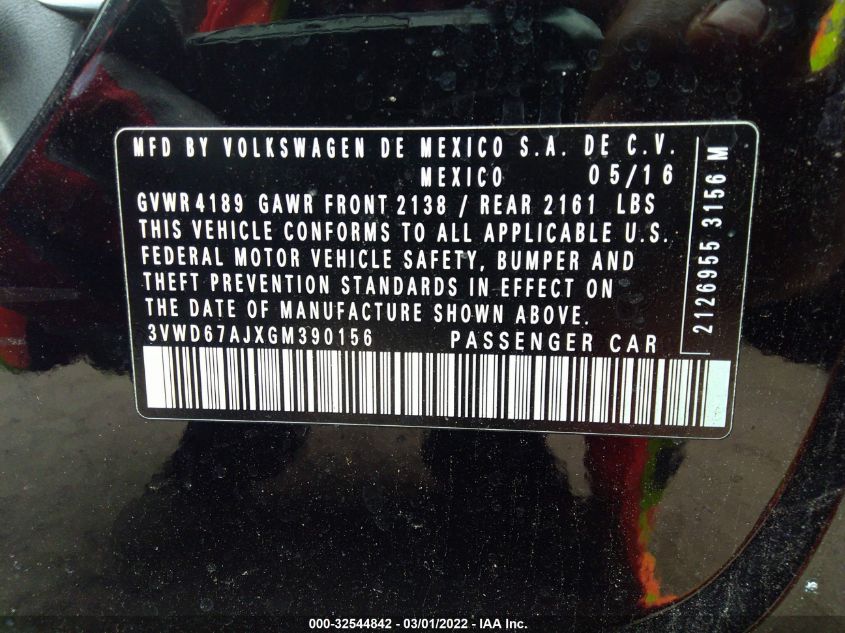 MFD BY VOLKSWAGEN DE MEXICO S.A. DE C.V.
MEXICO 05/16
GVWR 4189 GAWR FRONT 2138 / REAR 2161 LBS
THIS VEHICLE CONFORMS TO ALL APPLICABLE U.S.
FEDERAL MOTOR VEHICLE SAFETY, BUMPER AND
THEFT PREVENTION STANDARDS IN EFFECT ON
THE DATE OF MANUFACTURE SHOWN ABOVE.
3VWD67AJXGM390156 PASSENGER CAR
2126955 3156 M
000-32544842 - 03/01/2022 - IAA Inc.